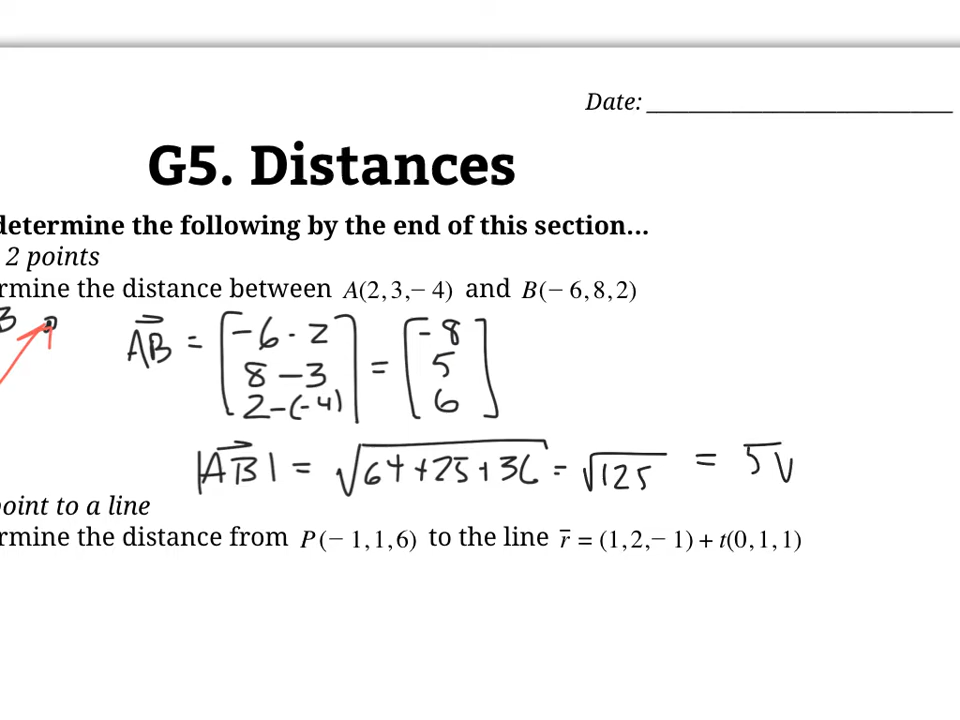 Date: ____________________________
G5. Distances
determine the following by the end of this section...
2 points
rmine the distance between A(2,3,− 4) and B(− 6,8,2)
B
AB = [-6 - 2 = [-8
8 - 3 5
2-(-4)] 6]
|AB| = √64+25+36 = √125 = 5√
oint to a line
rmine the distance from P(− 1,1,6) to the line r̄ = (1,2,− 1) + t(0,1,1)